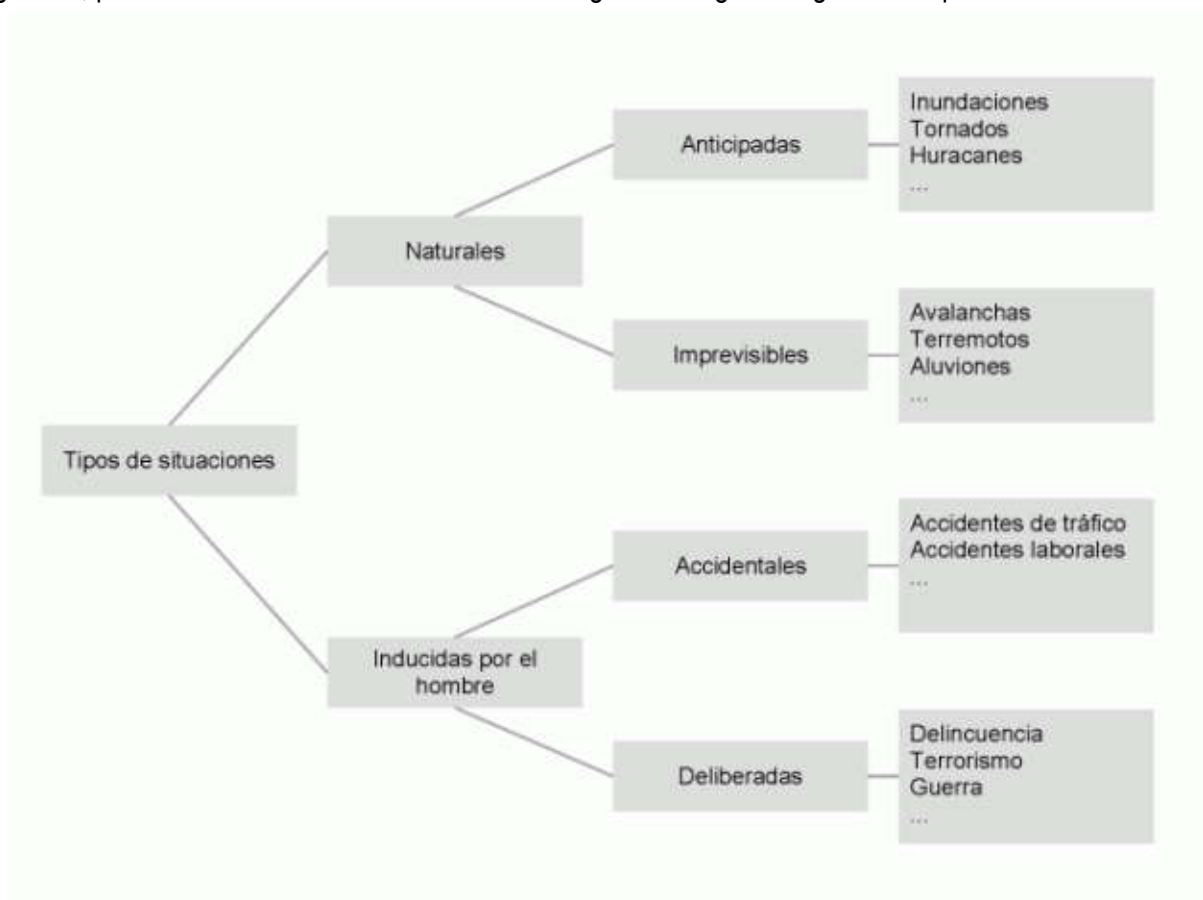 Inundaciones
Tornados
Huracanes
...
Anticipadas
Naturales
Imprevisibles
Avalanchas
Terremotos
Aluviones
...
Tipos de situaciones
Accidentales
Accidentes de tráfico
Accidentes laborales
...
Inducidas por el
hombre
Deliberadas
Delincuencia
Terrorismo
Guerra
...